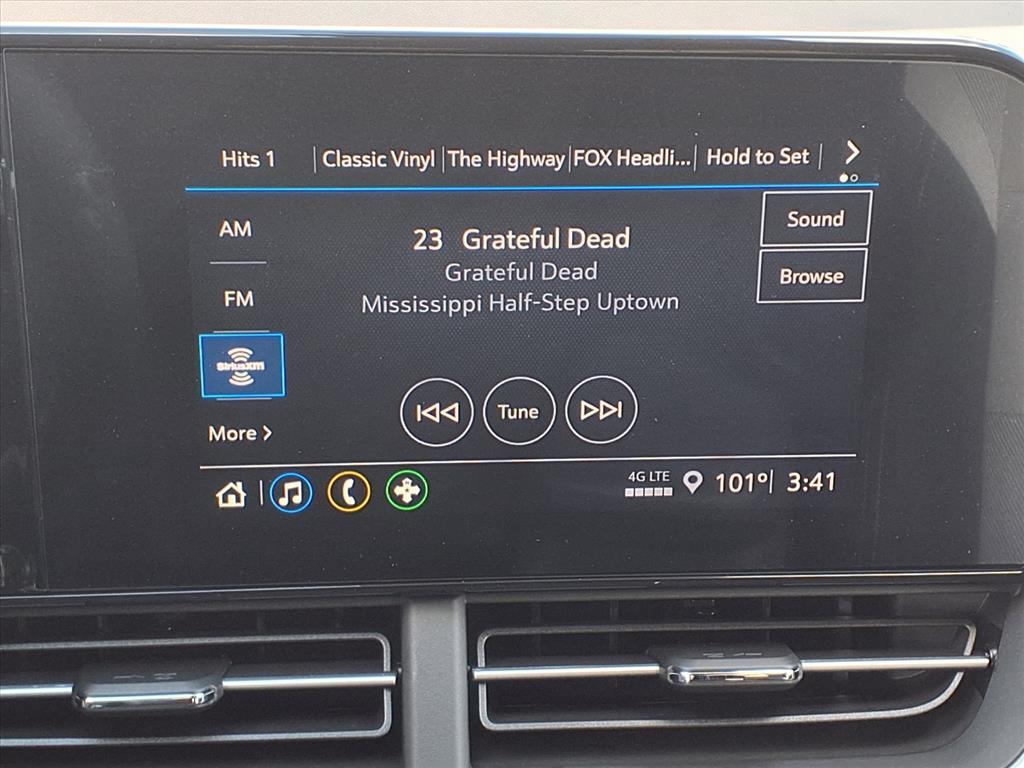 Hits 1
Classic Vinyl
The Highway
FOX Headli...
Hold to Set
AM
23 Grateful Dead
Sound
Grateful Dead
Browse
FM
Mississippi Half-Step Uptown
SiriusXM
Tune
More
4G LTE
101° 3:41